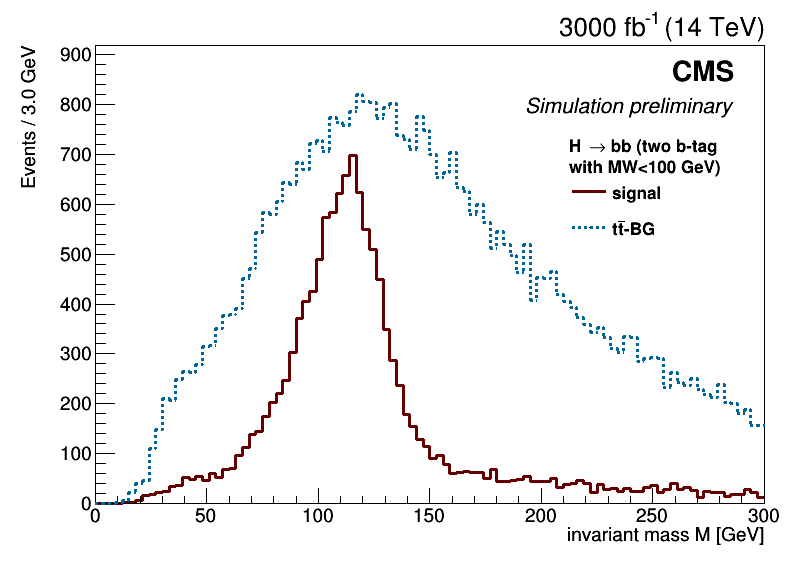 3000 fb-1 (14 TeV)
Events / 3.0 GeV
900
800
700
600
500
400
300
200
100
0
CMS
Simulation preliminary
H → bb (two b-tag
with MW<100 GeV)
signal
tt̄-BG
0 50 100 150 200 250 300
invariant mass M [GeV]